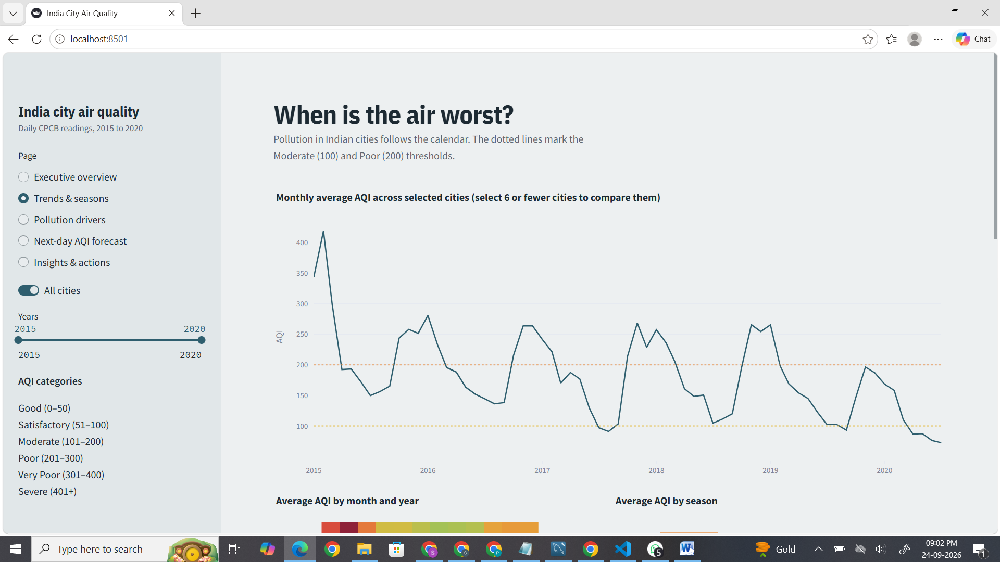 India City Air Quality
localhost:8501
Chat
India city air quality
Daily CPCB readings, 2015 to 2020
Page
Executive overview
Trends & seasons
Pollution drivers
Next-day AQI forecast
Insights & actions
All cities
Years
2015 2020
2015 2020
AQI categories
Good (0–50)
Satisfactory (51–100)
Moderate (101–200)
Poor (201–300)
Very Poor (301–400)
Severe (401+)
When is the air worst?
Pollution in Indian cities follows the calendar. The dotted lines mark the
Moderate (100) and Poor (200) thresholds.
Monthly average AQI across selected cities (select 6 or fewer cities to compare them)
400
350
300
250
200
150
100
AQI
2015 2016 2017 2018 2019 2020
Average AQI by month and year
Average AQI by season
Type here to search
S
S
P
5
W
Gold
09:02 PM
24-09-2026
1